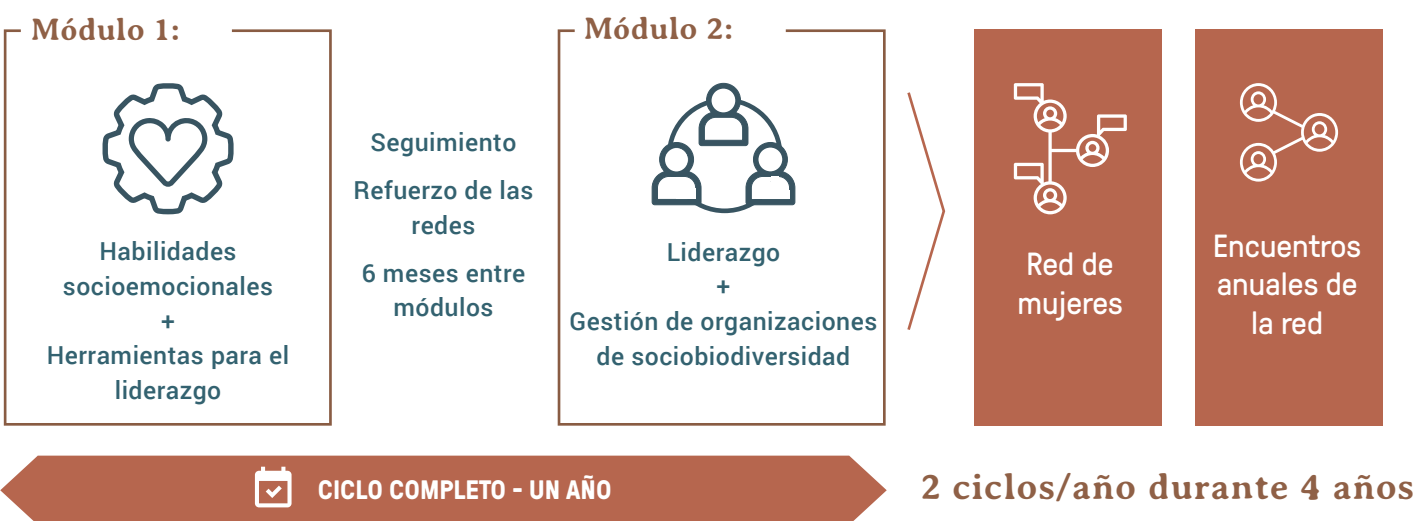 Módulo 1:
Habilidades
socioemocionales
+
Herramientas para el
liderazgo
Seguimiento
Refuerzo de las
redes
6 meses entre
módulos
Módulo 2:
Liderazgo
+
Gestión de organizaciones
de sociobiodiversidad
Red de
mujeres
Encuentros
anuales de
la red
CICLO COMPLETO - UN AÑO
2 ciclos/año durante 4 años